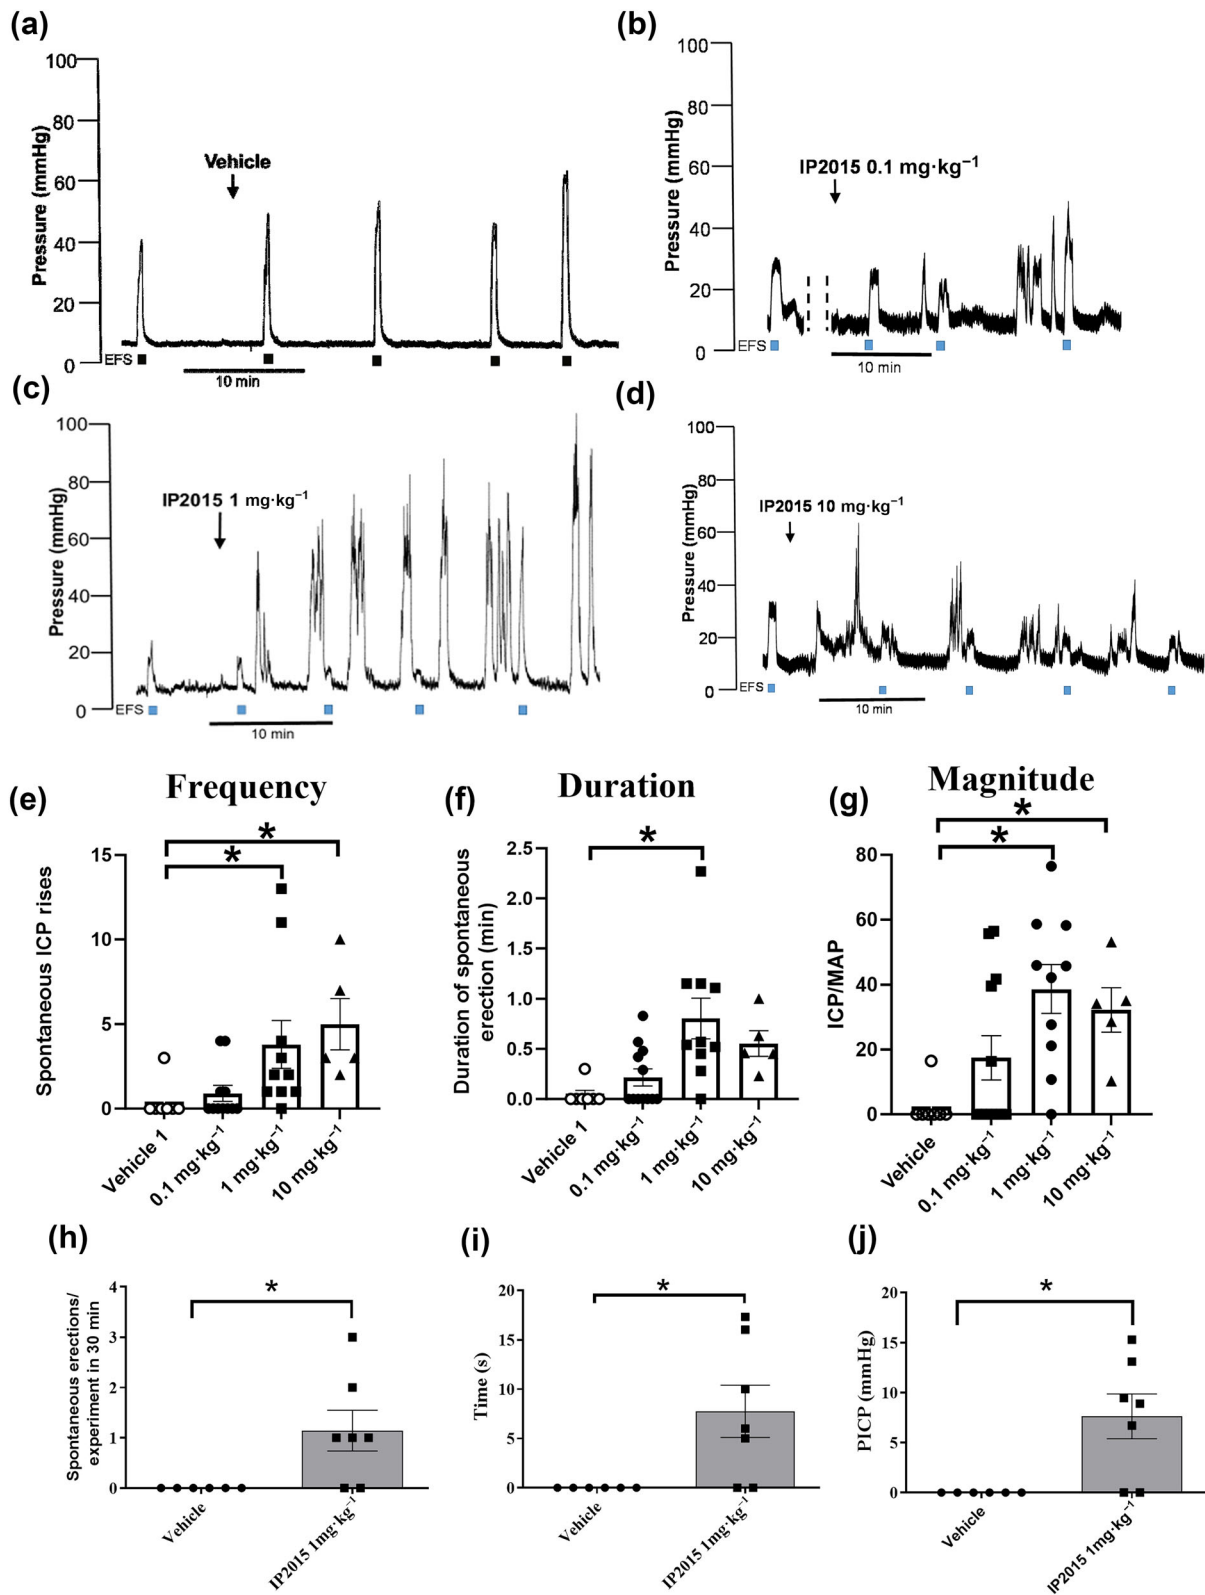 (a)
100
80
60
40
20
0
Pressure (mmHg)
Vehicle
EFS
10 min
(b)
100
80
60
40
20
0
Pressure (mmHg)
IP2015 0.1 mg·kg⁻¹
EFS
10 min
(c)
100
80
60
40
20
0
Pressure (mmHg)
IP2015 1 mg·kg⁻¹
EFS
10 min
(d)
100
80
60
40
20
0
Pressure (mmHg)
IP2015 10 mg·kg⁻¹
EFS
10 min
(e)
Frequency
*
*
15
10
5
0
Spontaneous ICP rises
Vehicle 1
0.1 mg·kg⁻¹
1 mg·kg⁻¹
10 mg·kg⁻¹
(f)
Duration
*
2.5
2.0
1.5
1.0
0.5
0.0
Duration of spontaneous
erection (min)
Vehicle 1
0.1 mg·kg⁻¹
1 mg·kg⁻¹
10 mg·kg⁻¹
(g)
Magnitude
*
*
80
60
40
20
0
ICP/MAP
Vehicle
0.1 mg·kg⁻¹
1 mg·kg⁻¹
10 mg·kg⁻¹
(h)
*
4
3
2
1
0
Spontaneous erections/
experiment in 30 min
Vehicle
IP2015 1mg·kg⁻¹
(i)
*
20
15
10
5
0
Time (s)
Vehicle
IP2015 1mg·kg⁻¹
(j)
*
20
15
10
5
0
PICP (mmHg)
Vehicle
IP2015 1mg·kg⁻¹